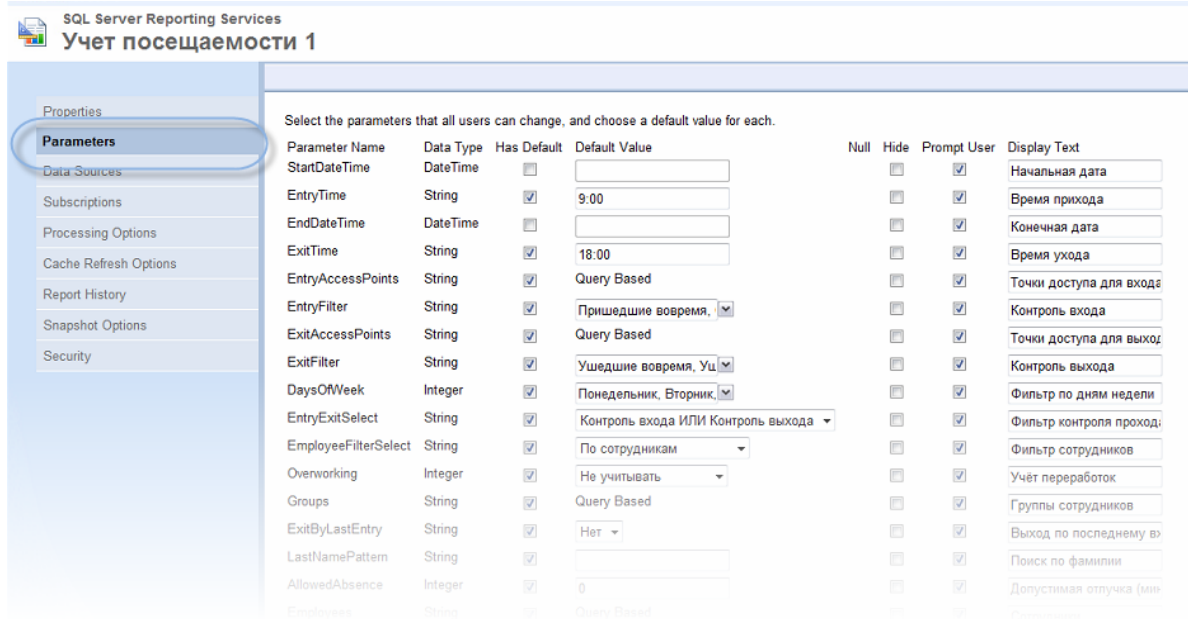 SQL Server Reporting Services
Учет посещаемости 1
Properties
Parameters
Data Sources
Subscriptions
Processing Options
Cache Refresh Options
Report History
Snapshot Options
Security
Select the parameters that all users can change, and choose a default value for each.
Parameter Name Data Type Has Default Default Value Null Hide Prompt User Display Text
StartDateTime DateTime Начальная дата
EntryTime String 9:00 Время прихода
EndDateTime DateTime Конечная дата
ExitTime String 18:00 Время ухода
EntryAccessPoints String Query Based Точки доступа для входа
EntryFilter String Пришедшие вовремя, Контроль входа
ExitAccessPoints String Query Based Точки доступа для выход
ExitFilter String Ушедшие вовремя, Уш Контроль выхода
DaysOfWeek Integer Понедельник, Вторник, Фильтр по дням недели
EntryExitSelect String Контроль входа ИЛИ Контроль выхода Фильтр контроля проход
EmployeeFilterSelect String По сотрудникам Фильтр сотрудников
Overworking Integer Не учитывать Учёт переработок
Groups String Query Based Группы сотрудников
ExitByLastEntry String Нет Выход по последнему вх
LastNamePattern String Поиск по фамилии
AllowedAbsence Integer 0 Допустимая отлучка (мин
Employees String Query Based